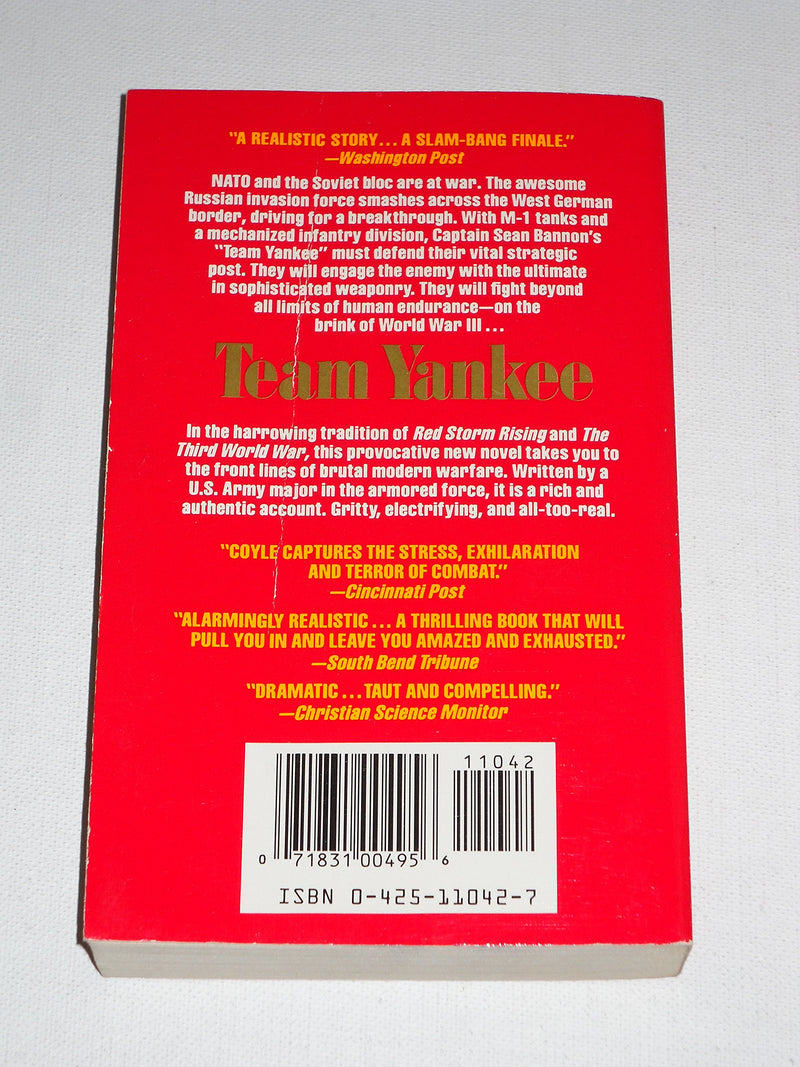 "A REALISTIC STORY... A SLAM-BANG FINALE."
—Washington Post
NATO and the Soviet bloc are at war. The awesome
Russian invasion force smashes across the West German
border, driving for a breakthrough. With M-1 tanks and
a mechanized infantry division, Captain Sean Bannon's
"Team Yankee" must defend their vital strategic
post. They will engage the enemy with the ultimate
in sophisticated weaponry. They will fight beyond
all limits of human endurance—on the
brink of World War III...
Team Yankee
In the harrowing tradition of Red Storm Rising and The
Third World War, this provocative new novel takes you to
the front lines of brutal modern warfare. Written by a
U.S. Army major in the armored force, it is a rich and
authentic account. Gritty, electrifying, and all-too-real.
"COYLE CAPTURES THE STRESS, EXHILARATION
AND TERROR OF COMBAT."
—Cincinnati Post
"ALARMINGLY REALISTIC... A THRILLING BOOK THAT WILL
PULL YOU IN AND LEAVE YOU AMAZED AND EXHAUSTED."
—South Bend Tribune
"DRAMATIC...TAUT AND COMPELLING."
—Christian Science Monitor
11042
0 71831 00495 6
ISBN 0-425-11042-7